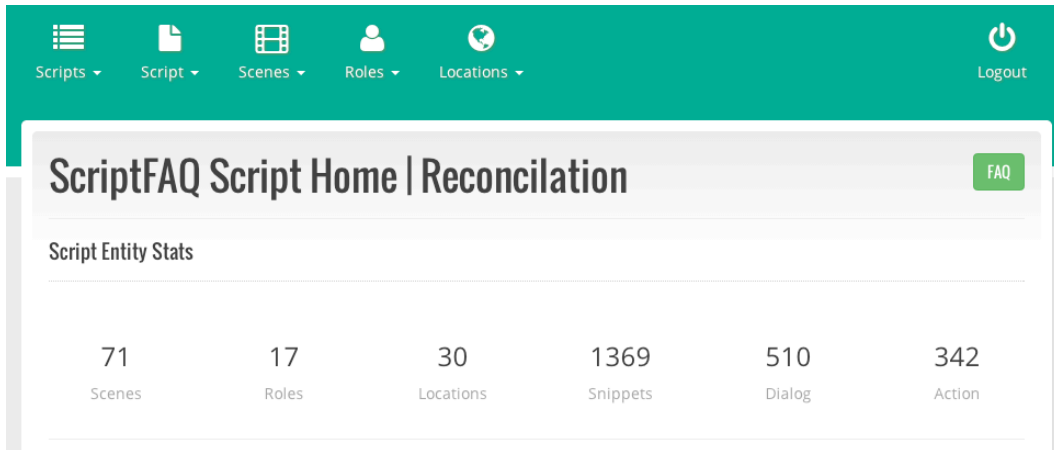 Scripts Script Scenes Roles Locations Logout
ScriptFAQ Script Home | Reconcilation FAQ
Script Entity Stats
71 17 30 1369 510 342
Scenes Roles Locations Snippets Dialog Action